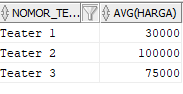 NOMOR_TE... AVG(HARGA)
Teater 1 30000
Teater 2 100000
Teater 3 75000